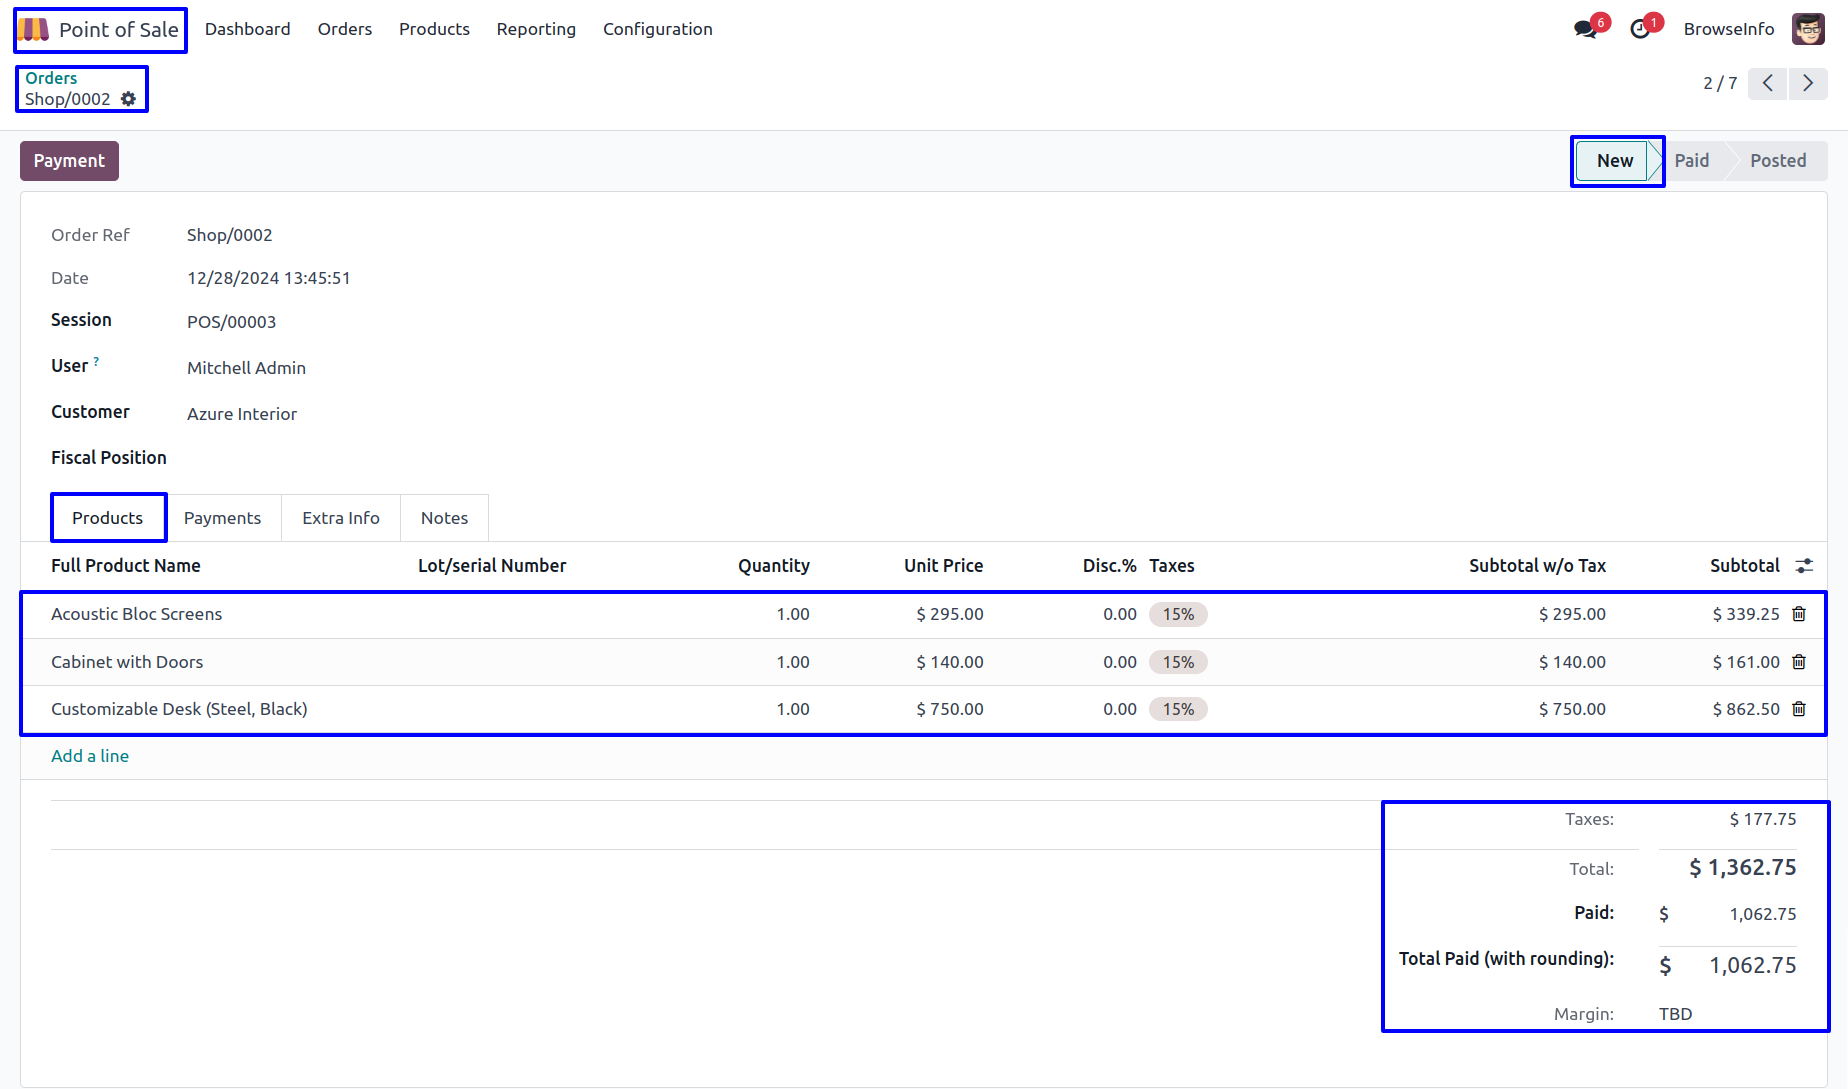 Point of Sale Dashboard Orders Products Reporting Configuration 6 1 BrowseInfo
Orders
Shop/0002 2 / 7
Payment New Paid Posted
Order Ref Shop/0002
Date 12/28/2024 13:45:51
Session POS/00003
User ? Mitchell Admin
Customer Azure Interior
Fiscal Position
Products Payments Extra Info Notes
Full Product Name Lot/serial Number Quantity Unit Price Disc.% Taxes Subtotal w/o Tax Subtotal
Acoustic Bloc Screens 1.00 $ 295.00 0.00 15% $ 295.00 $ 339.25
Cabinet with Doors 1.00 $ 140.00 0.00 15% $ 140.00 $ 161.00
Customizable Desk (Steel, Black) 1.00 $ 750.00 0.00 15% $ 750.00 $ 862.50
Add a line
Taxes: $ 177.75
Total: $ 1,362.75
Paid: $ 1,062.75
Total Paid (with rounding): $ 1,062.75
Margin: TBD